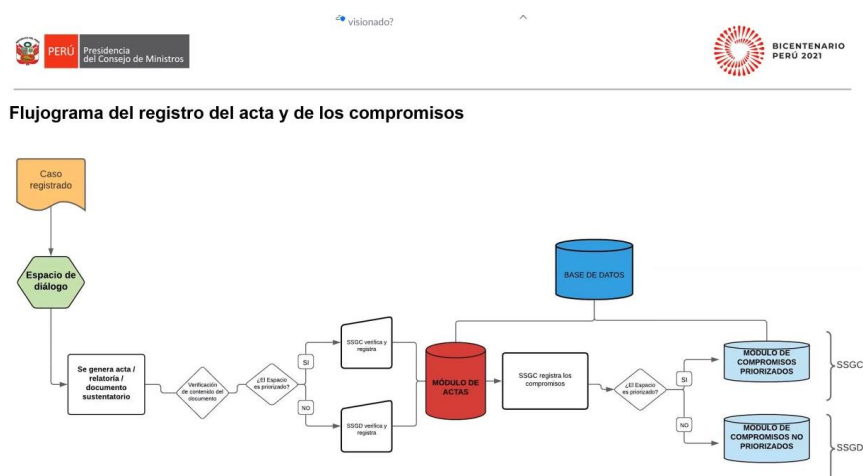 visionado?
PERÚ
Presidencia
del Consejo de Ministros
BICENTENARIO
PERÚ 2021
Flujograma del registro del acta y de los compromisos
Caso
registrado
Espacio de
diálogo
Se genera acta /
relatoría /
documento
sustentatorio
Verificación
de contenido del
documento
¿El Espacio
es priorizado?
SI
NO
SSGC verifica y
registra
SSGD verifica y
registra
MÓDULO DE
ACTAS
BASE DE DATOS
SSGC registra los
compromisos
¿El Espacio
es priorizado?
SI
NO
MÓDULO DE
COMPROMISOS
PRIORIZADOS
SSGC
MÓDULO DE
COMPROMISOS NO
PRIORIZADOS
SSGD